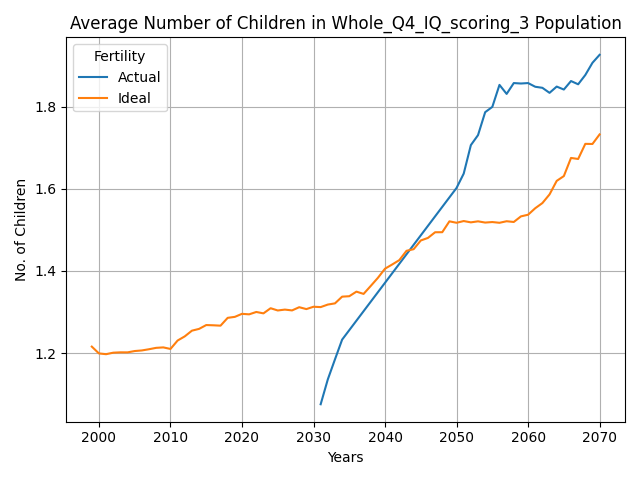 Average Number of Children in Whole_Q4_IQ_scoring_3 Population
Fertility
Actual
Ideal
No. of Children
1.8
1.6
1.4
1.2
2000 2010 2020 2030 2040 2050 2060 2070
Years